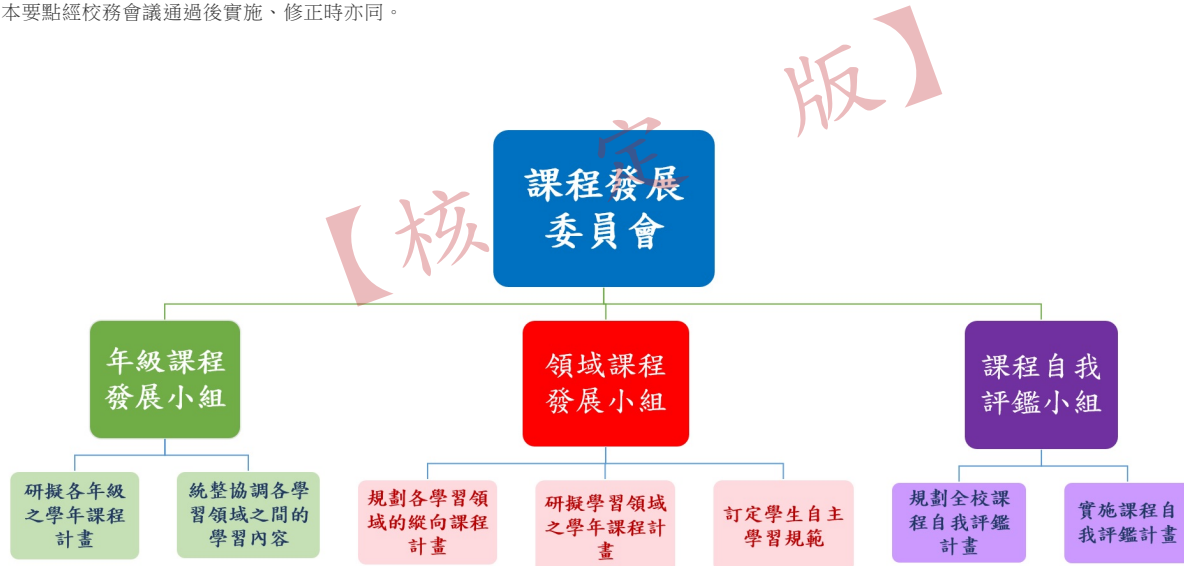 本要點經校務會議通過後實施、修正時亦同。
【核定版】
課程發展
委員會
年級課程
發展小組
領域課程
發展小組
課程自我
評鑑小組
研擬各年級
之學年課程
計畫
統整協調各學
習領域之間的
學習內容
規劃各學習領
域的縱向課程
計畫
研擬學習領域
之學年課程計
畫
訂定學生自主
學習規範
規劃全校課
程自我評鑑
計畫
實施課程自
我評鑑計畫